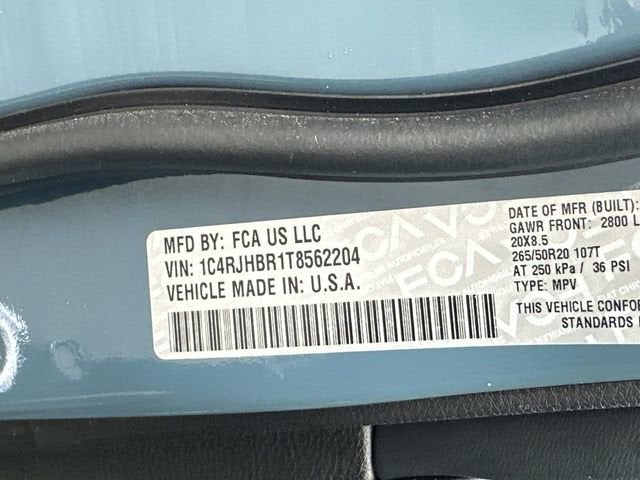 MFD BY: FCA US LLC
VIN: 1C4RJHBR1T8562204
VEHICLE MADE IN: U.S.A.
DATE OF MFR (BUILT):
GAWR FRONT: 2800 L
20X8.5
265/50R20 107T
AT 250 kPa / 36 PSI
TYPE: MPV
THIS VEHICLE CONFOR
STANDARDS